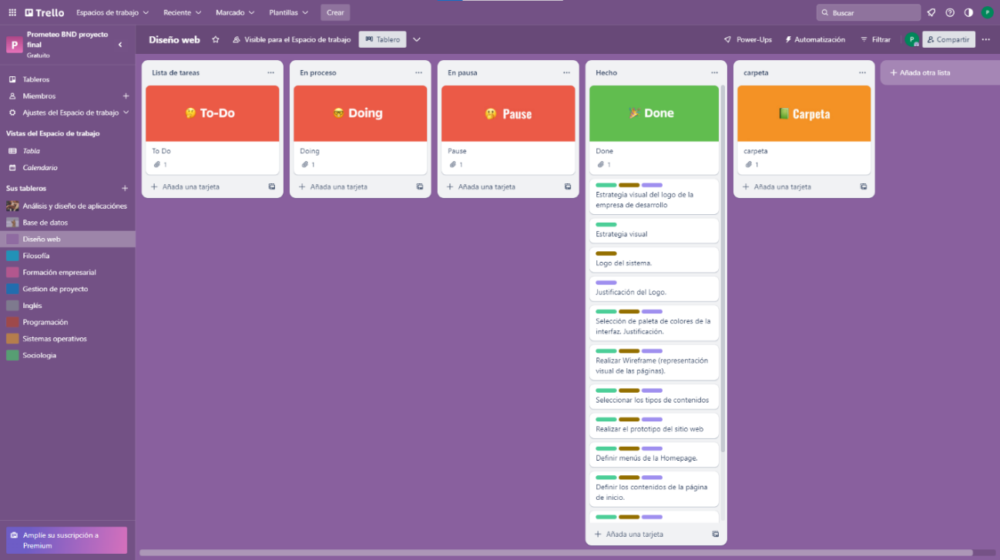 Trello
Espacios de trabajo
Reciente
Marcado
Plantillas
Crear
Buscar
P
P
Prometeo BND proyecto
final
Gratuito
Diseño web
Visible para el Espacio de trabajo
Tablero
Power-Ups
Automatización
Filtrar
P
Compartir
Tableros
Miembros
Ajustes del Espacio de trabajo
Vistas del Espacio de trabajo
Tabla
Calendario
Sus tableros
Análisis y diseño de aplicaciónes
Base de datos
Diseño web
Filosofía
Formación empresarial
Gestion de proyecto
Inglés
Programación
Sistemas operativos
Sociologia
Amplíe su suscripción a
Premium
Lista de tareas
To-Do
To Do
1
Añada una tarjeta
En proceso
Doing
Doing
1
Añada una tarjeta
En pausa
Pause
Pause
1
Añada una tarjeta
Hecho
Done
Done
1
Estrategia visual del logo de la
empresa de desarrollo
Estrategia visual
Logo del sistema.
Justificación del Logo.
Selección de paleta de colores de la
interfaz. Justificación.
Realizar Wireframe (representación
visual de las páginas).
Seleccionar los tipos de contenidos
Realizar el prototipo del sitio web
Definir menús de la Homepage.
Definir los contenidos de la página
de inicio.
Añada una tarjeta
carpeta
Carpeta
carpeta
1
Añada una tarjeta
Añada otra lista